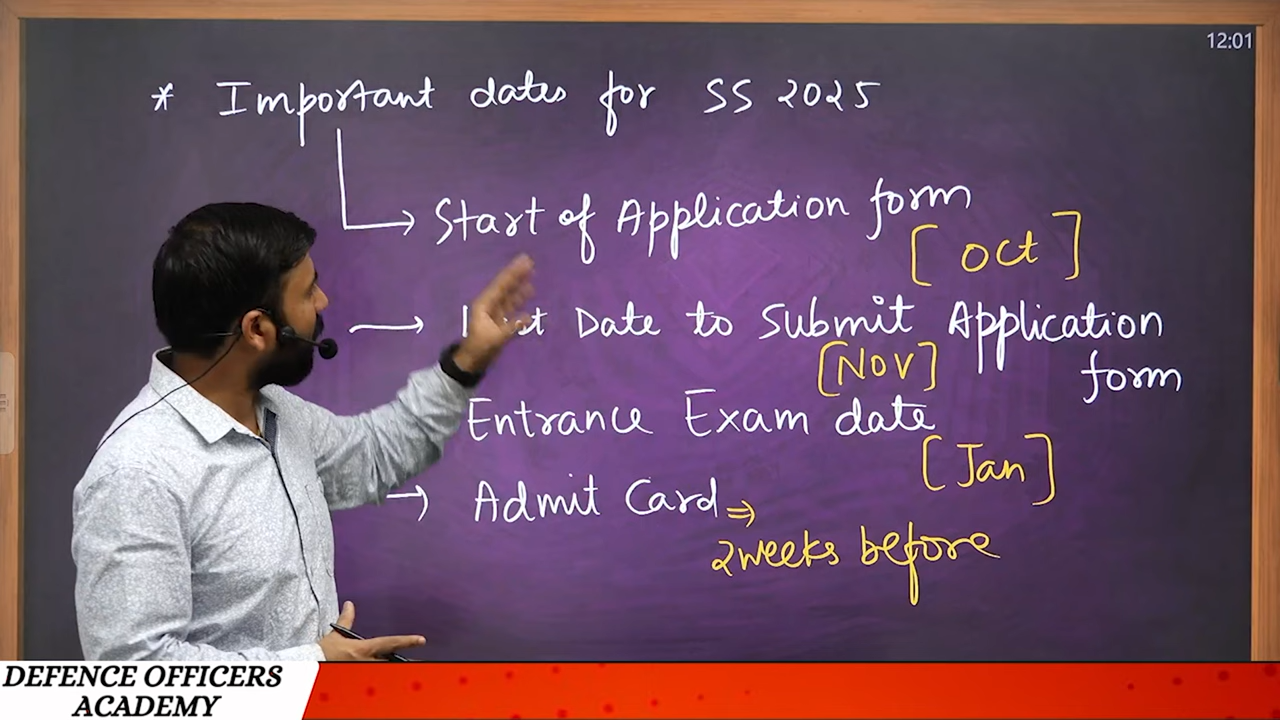 12:01
* Important dates for SS 2025
→ Start of Application form
[Oct]
→ Date to Submit Application
form
[NOV]
Entrance Exam date
[Jan]
→ Admit Card ⇒
2weeks before
DEFENCE OFFICERS
ACADEMY